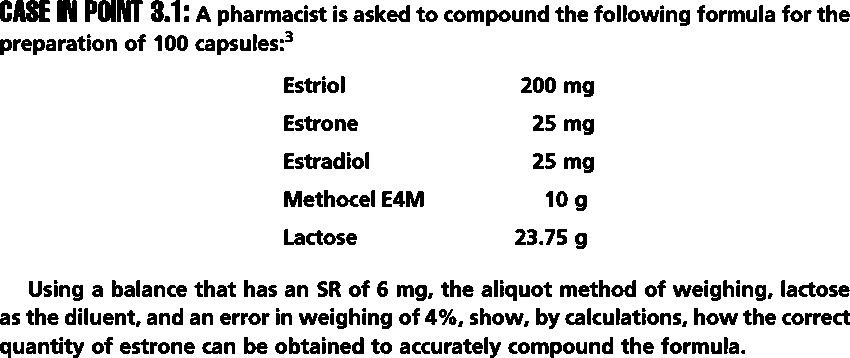 CASE IN POINT 3.1: A pharmacist is asked to compound the following formula for the
preparation of 100 capsules:³
Estriol 200 mg
Estrone 25 mg
Estradiol 25 mg
Methocel E4M 10 g
Lactose 23.75 g
Using a balance that has an SR of 6 mg, the aliquot method of weighing, lactose
as the diluent, and an error in weighing of 4%, show, by calculations, how the correct
quantity of estrone can be obtained to accurately compound the formula.